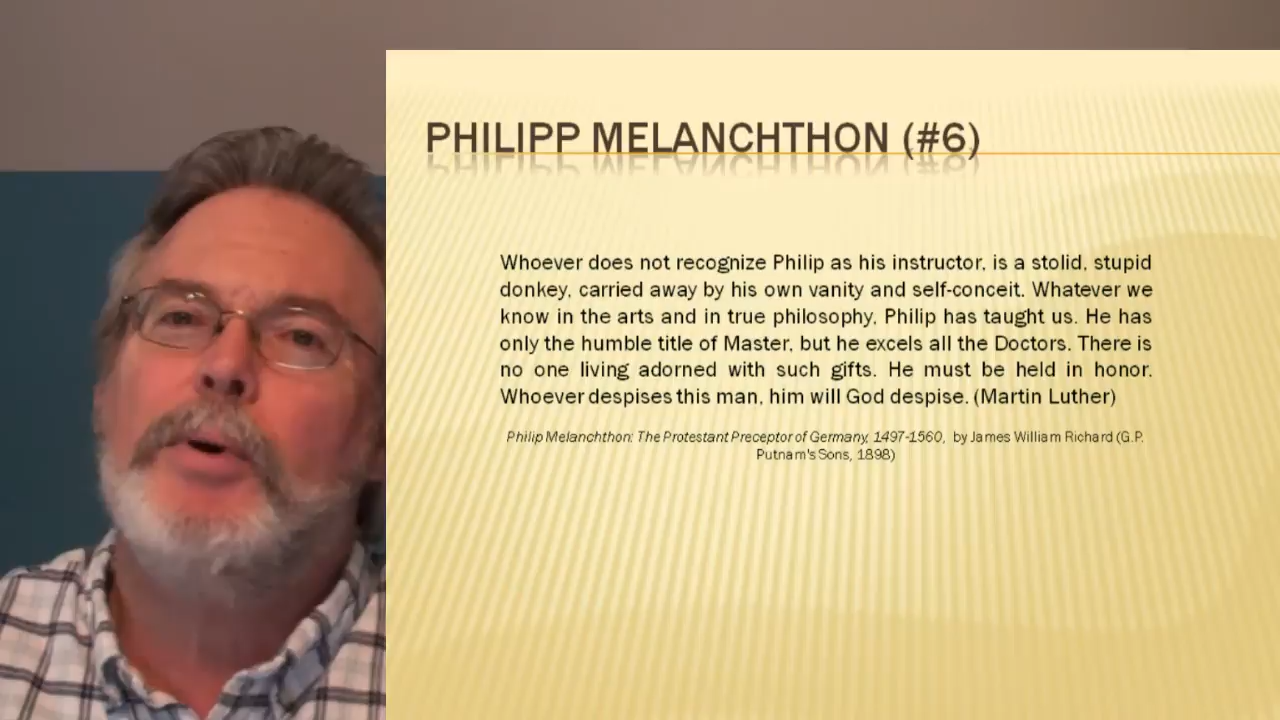 PHILIPP MELANCHTHON (#6)
Whoever does not recognize Philip as his instructor, is a stolid, stupid
donkey, carried away by his own vanity and self-conceit. Whatever we
know in the arts and in true philosophy, Philip has taught us. He has
only the humble title of Master, but he excels all the Doctors. There is
no one living adorned with such gifts. He must be held in honor.
Whoever despises this man, him will God despise. (Martin Luther)
Philip Melanchthon: The Protestant Preceptor of Germany, 1497-1560, by James William Richard (G.P.
Putnam's Sons, 1898)